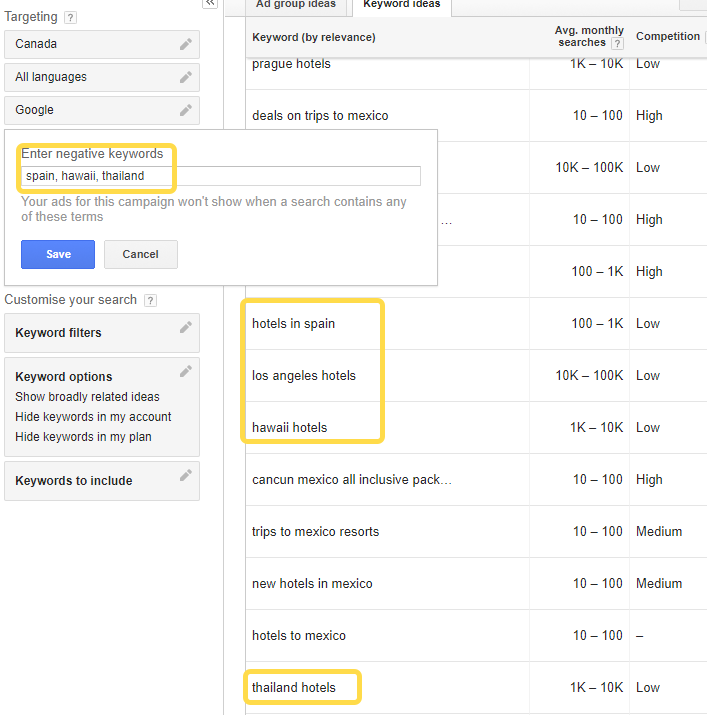 Targeting ?
Canada
All languages
Google
Enter negative keywords
spain, hawaii, thailand
Your ads for this campaign won't show when a search contains any
of these terms
Save Cancel
Customise your search ?
Keyword filters
Keyword options
Show broadly related ideas
Hide keywords in my account
Hide keywords in my plan
Keywords to include
Ad group ideas Keyword ideas
Keyword (by relevance) Avg. monthly searches ? Competition
prague hotels 1K – 10K Low
deals on trips to mexico 10 – 100 High
10K – 100K Low
... 10 – 100 High
100 – 1K High
hotels in spain 100 – 1K Low
los angeles hotels 10K – 100K Low
hawaii hotels 1K – 10K Low
cancun mexico all inclusive pack... 10 – 100 High
trips to mexico resorts 10 – 100 Medium
new hotels in mexico 10 – 100 Medium
hotels to mexico 10 – 100 –
thailand hotels 1K – 10K Low